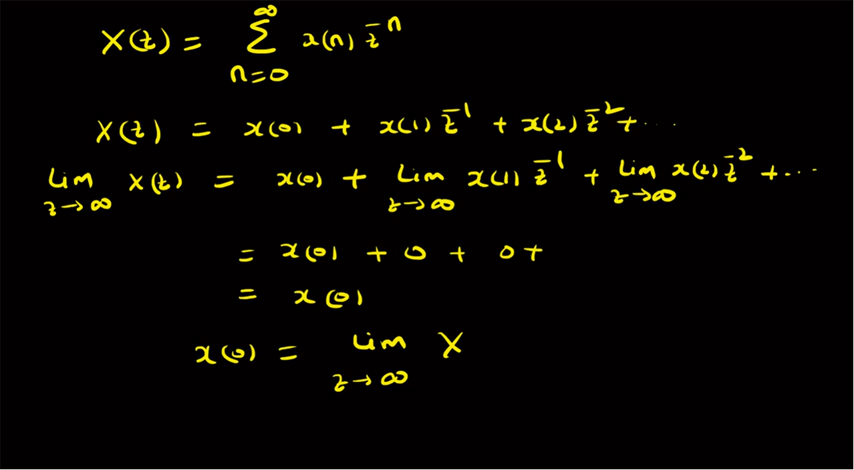 X(z) = ∑_{n=0}^{∞} x(n) z^{-n}
X(z) = x(0) + x(1) z^{-1} + x(2) z^{-2} + ...
Lim_{z→∞} X(z) = x(0) + Lim_{z→∞} x(1) z^{-1} + Lim_{z→∞} x(2) z^{-2} + ...
= x(0) + 0 + 0+
= x(0)
x(0) = Lim_{z→∞} X